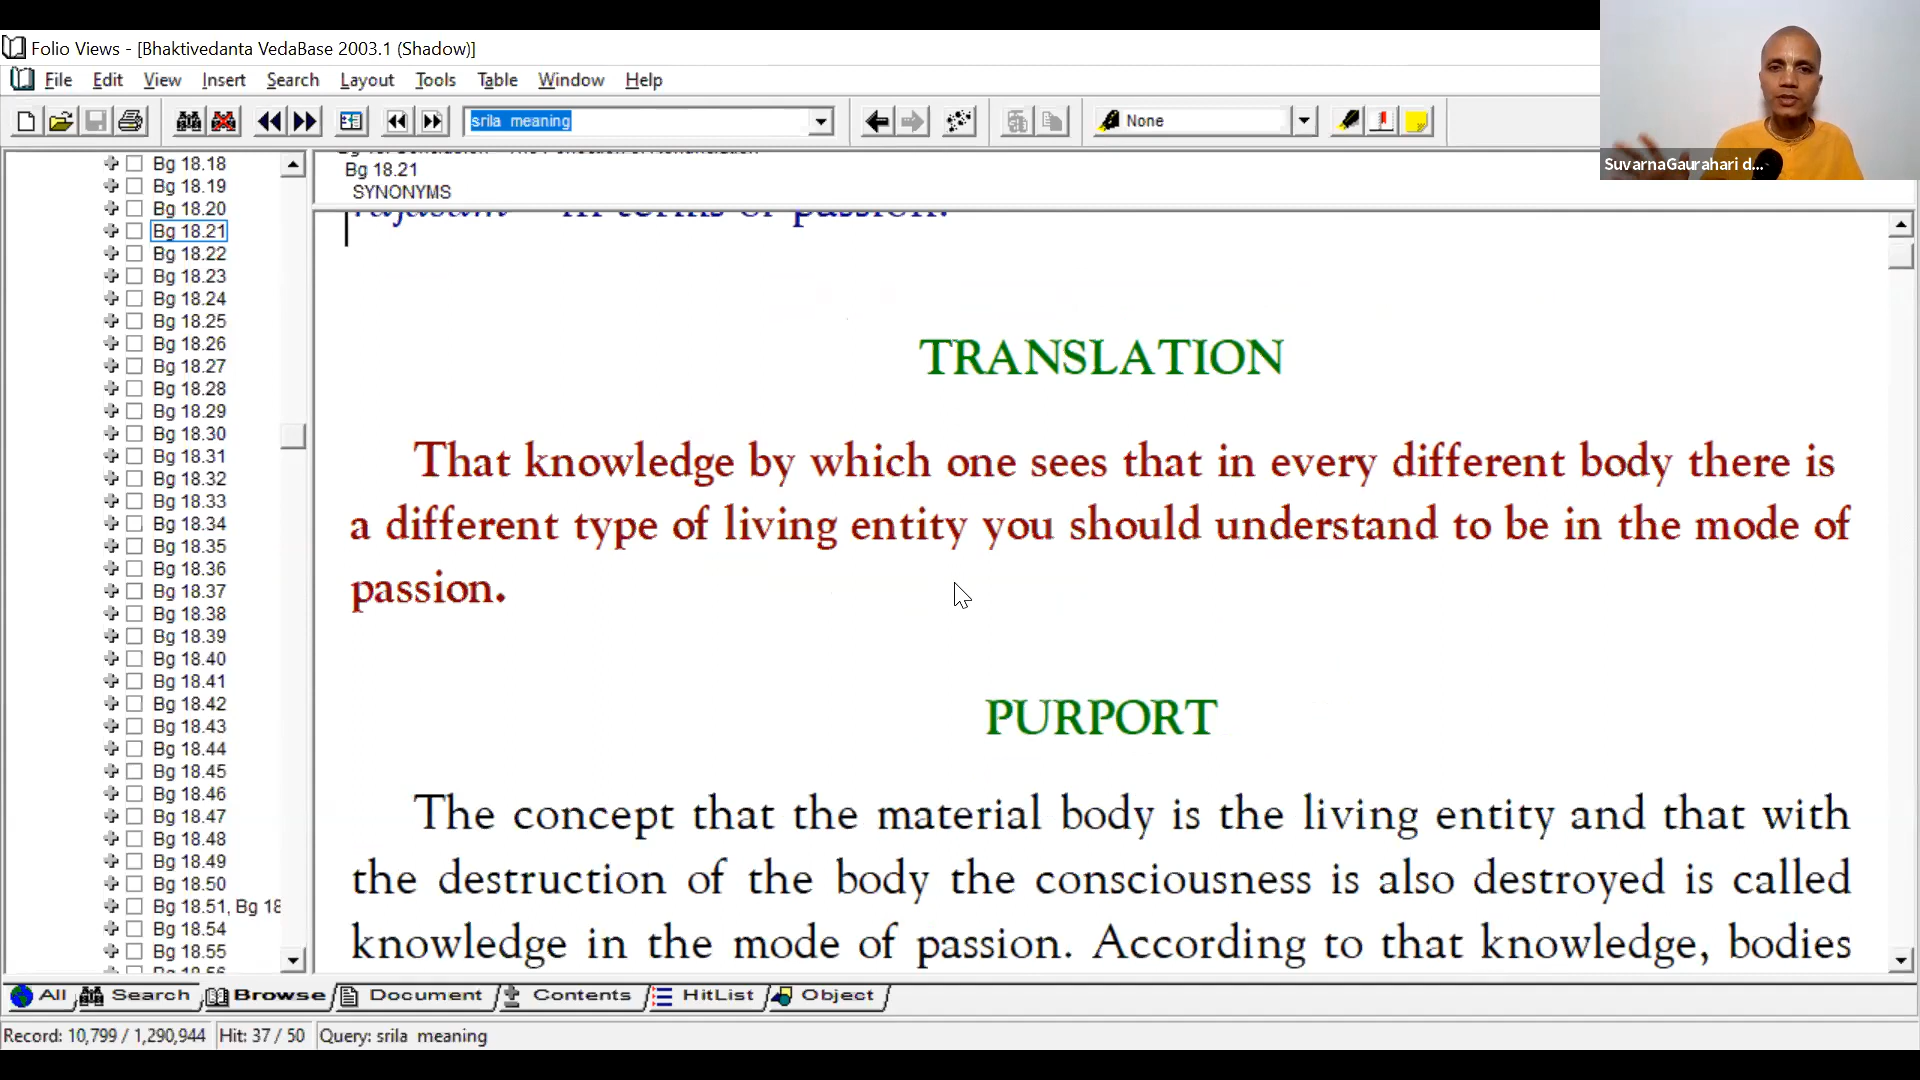 Folio Views - [Bhaktivedanta VedaBase 2003.1 (Shadow)]
File Edit View Insert Search Layout Tools Table Window Help
srila meaning
None
SuvarnaGaurahari d...
Bg 18.18
Bg 18.19
Bg 18.20
Bg 18.21
Bg 18.22
Bg 18.23
Bg 18.24
Bg 18.25
Bg 18.26
Bg 18.27
Bg 18.28
Bg 18.29
Bg 18.30
Bg 18.31
Bg 18.32
Bg 18.33
Bg 18.34
Bg 18.35
Bg 18.36
Bg 18.37
Bg 18.38
Bg 18.39
Bg 18.40
Bg 18.41
Bg 18.42
Bg 18.43
Bg 18.44
Bg 18.45
Bg 18.46
Bg 18.47
Bg 18.48
Bg 18.49
Bg 18.50
Bg 18.51, Bg 18
Bg 18.54
Bg 18.55
Bg 18.21
SYNONYMS
in terms of passion.
TRANSLATION
That knowledge by which one sees that in every different body there is
a different type of living entity you should understand to be in the mode of
passion.
PURPORT
The concept that the material body is the living entity and that with
the destruction of the body the consciousness is also destroyed is called
knowledge in the mode of passion. According to that knowledge, bodies
All Search Browse Document Contents HitList Object
Record: 10,799 / 1,290,944 Hit: 37 / 50 Query: srila meaning